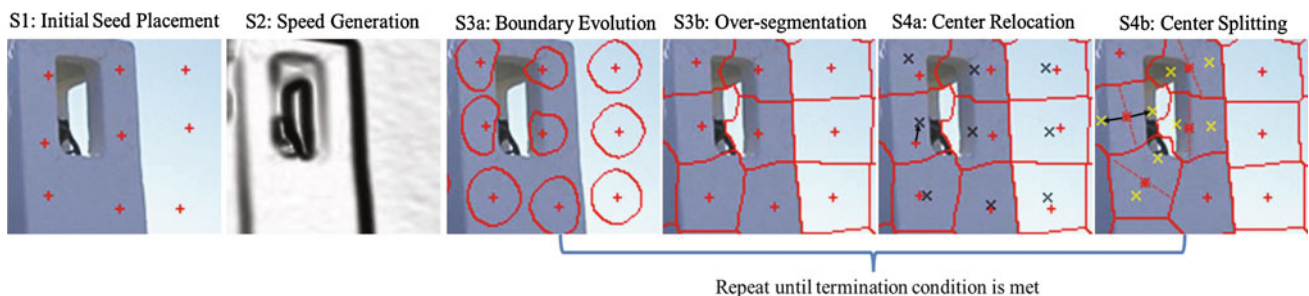 S1: Initial Seed Placement S2: Speed Generation S3a: Boundary Evolution S3b: Over-segmentation S4a: Center Relocation S4b: Center Splitting
Repeat until termination condition is met